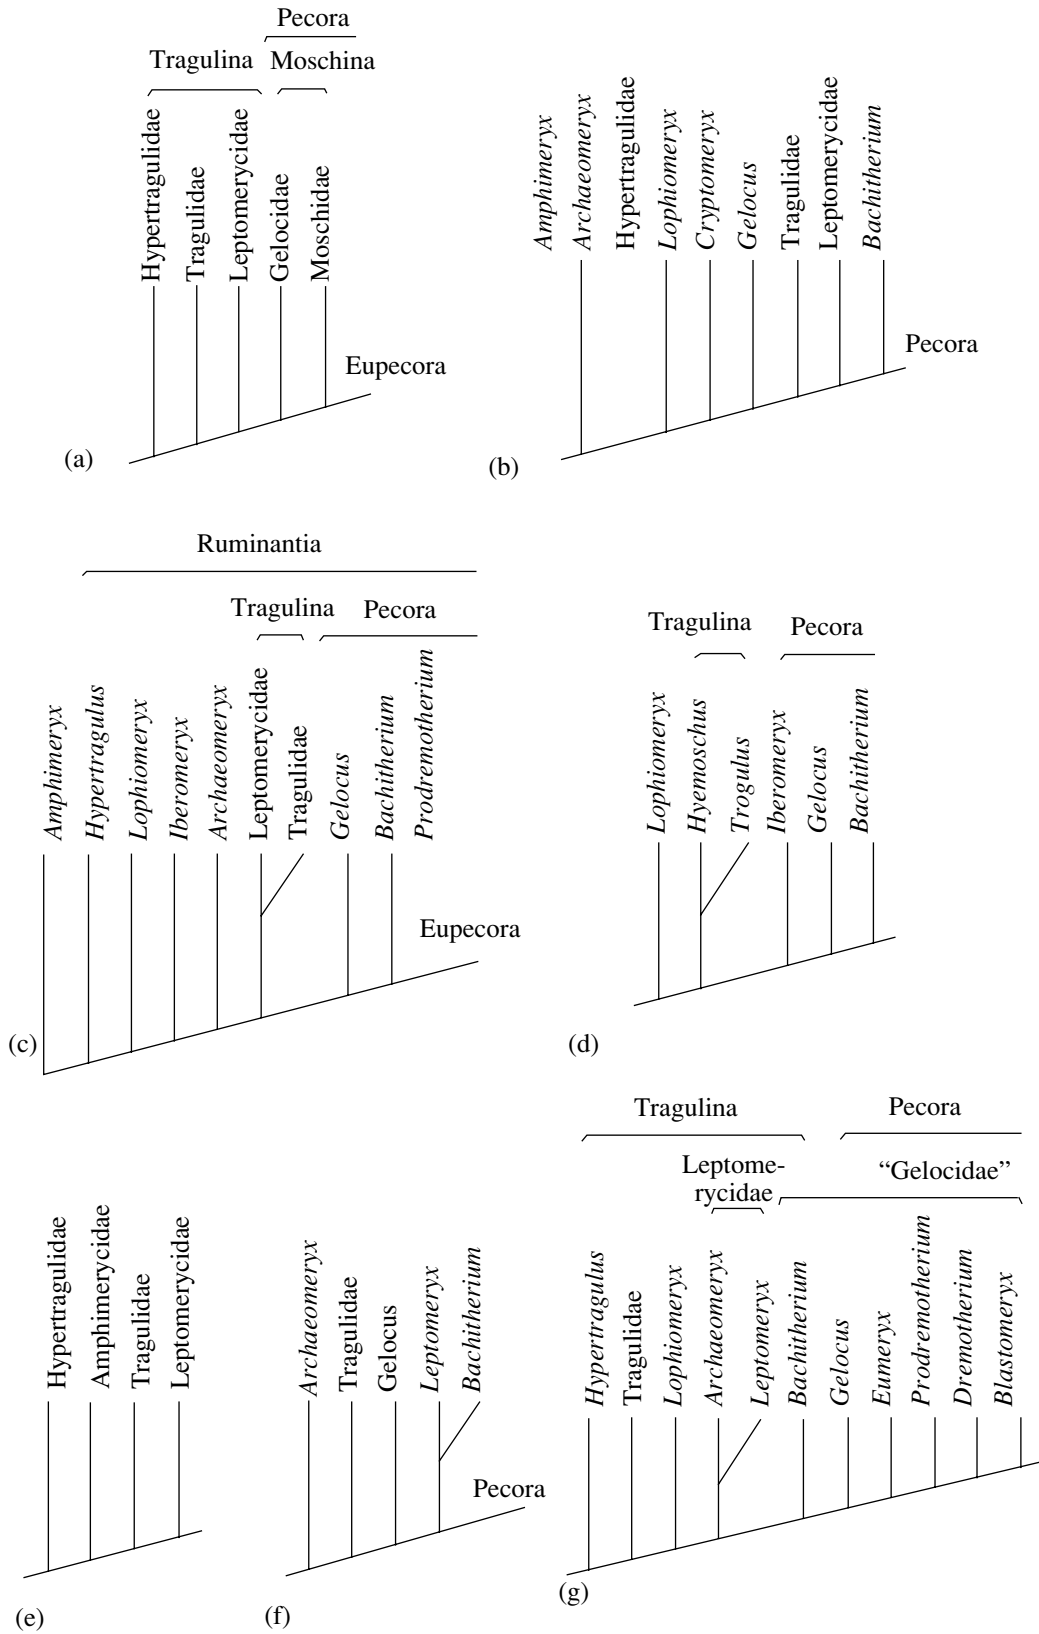 Pecora
Tragulina Moschina
Hypertragulidae
Tragulidae
Leptomerycidae
Gelocidae
Moschidae
Eupecora
(a)
Amphimeryx
Archaeomeryx
Hypertragulidae
Lophiomeryx
Cryptomeryx
Gelocus
Tragulidae
Leptomerycidae
Bachitherium
Pecora
(b)
Ruminantia
Tragulina Pecora
Amphimeryx
Hypertragulus
Lophiomeryx
Iberomeryx
Archaeomeryx
Leptomerycidae
Tragulidae
Gelocus
Bachitherium
Prodremotherium
Eupecora
(c)
Tragulina Pecora
Lophiomeryx
Hyemoschus
Trogulus
Iberomeryx
Gelocus
Bachitherium
(d)
Hypertragulidae
Amphimerycidae
Tragulidae
Leptomerycidae
(e)
Archaeomeryx
Tragulidae
Gelocus
Leptomeryx
Bachitherium
Pecora
(f)
Tragulina Pecora
Leptome-
rycidae
“Gelocidae”
Hypertragulus
Tragulidae
Lophiomeryx
Archaeomeryx
Leptomeryx
Bachitherium
Gelocus
Eumeryx
Prodremotherium
Dremotherium
Blastomeryx
(g)